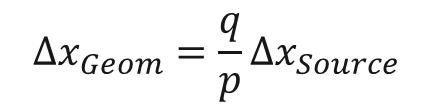 Δx_{Geom} = \frac{q}{p} Δx_{Source}